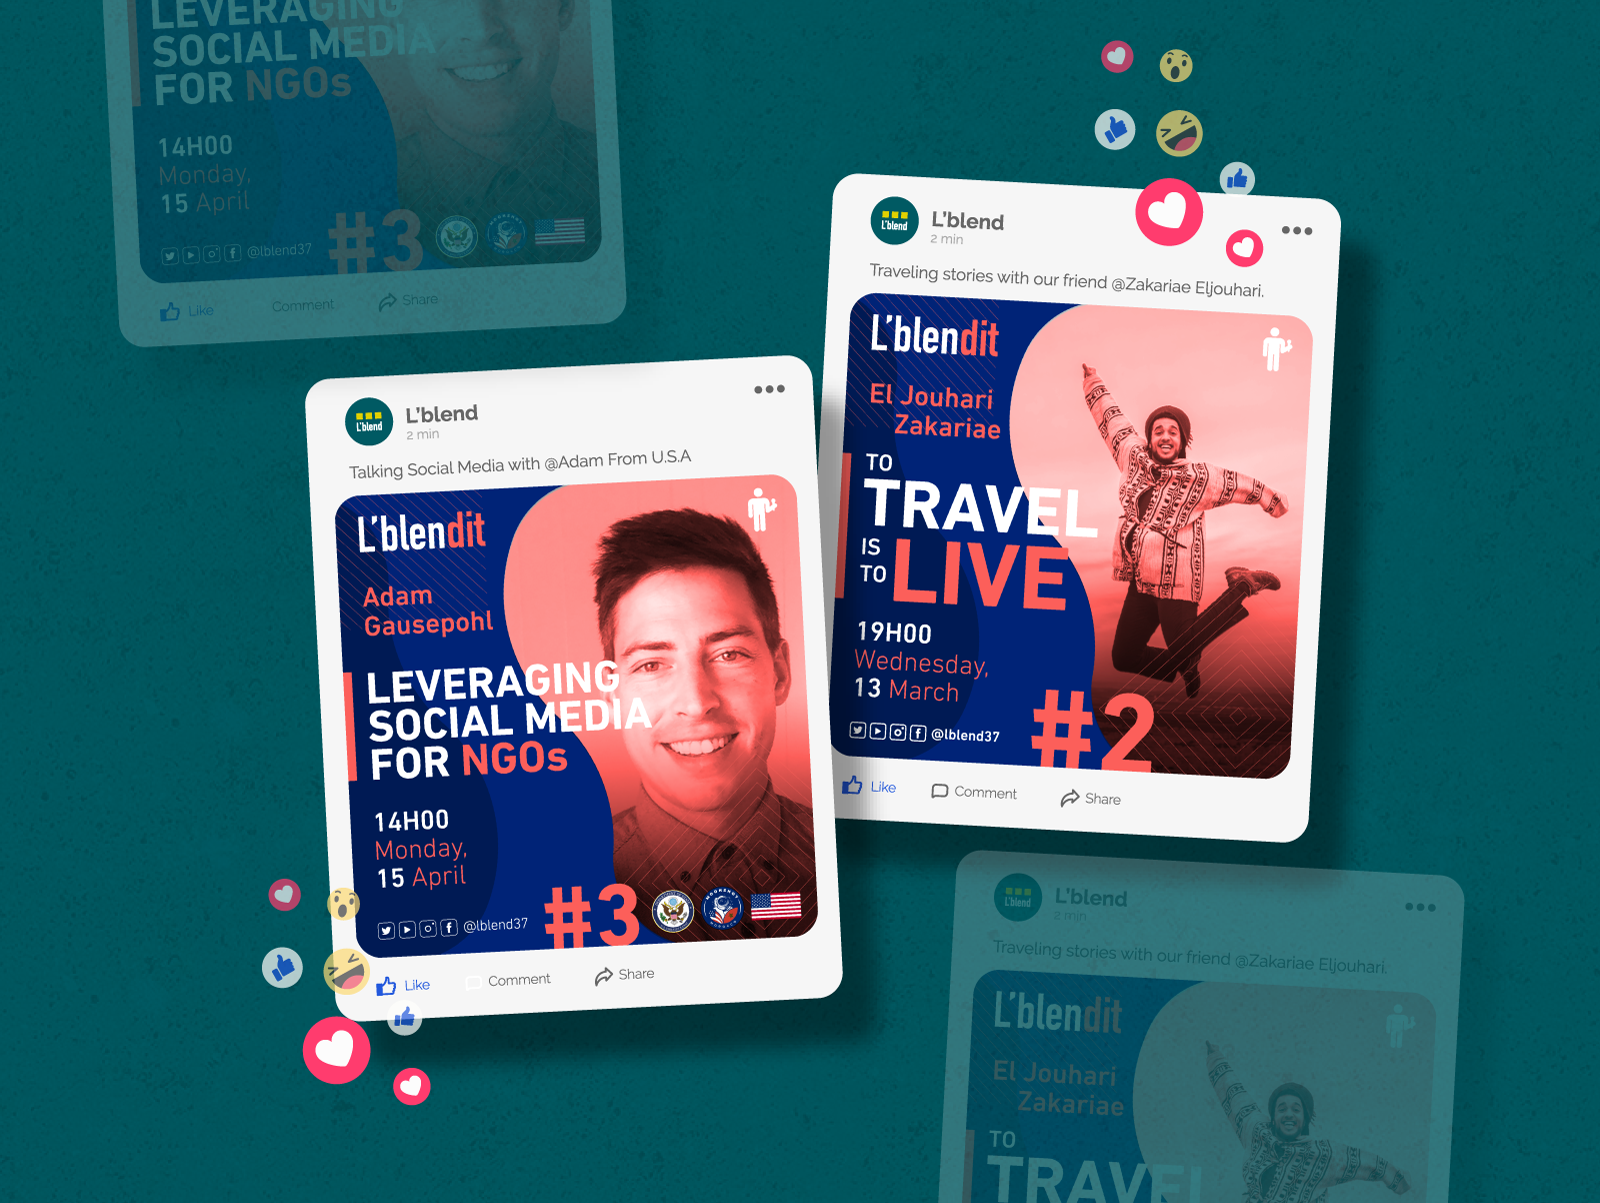 LEVERAGING
SOCIAL MEDIA
FOR NGOs
14H00
Monday,
15 April
@lblend37
#3
Like
Comment
Share
L'blend
L'blend
2 min
Traveling stories with our friend @Zakariae Eljouhari.
L'blendit
El Jouhari
Zakariae
TO
TRAVEL
IS
TO LIVE
19H00
Wednesday,
13 March
@lblend37
#2
Like
Comment
Share
L'blend
L'blend
2 min
Talking Social Media with @Adam From U.S.A
L'blendit
Adam
Gausepohl
LEVERAGING
SOCIAL MEDIA
FOR NGOs
14H00
Monday,
15 April
@lblend37
#3
Like
Comment
Share
L'blend
L'blend
2 min
Traveling stories with our friend @Zakariae Eljouhari.
L'blendit
El Jouhari
Zakariae
TO
TRAVEL